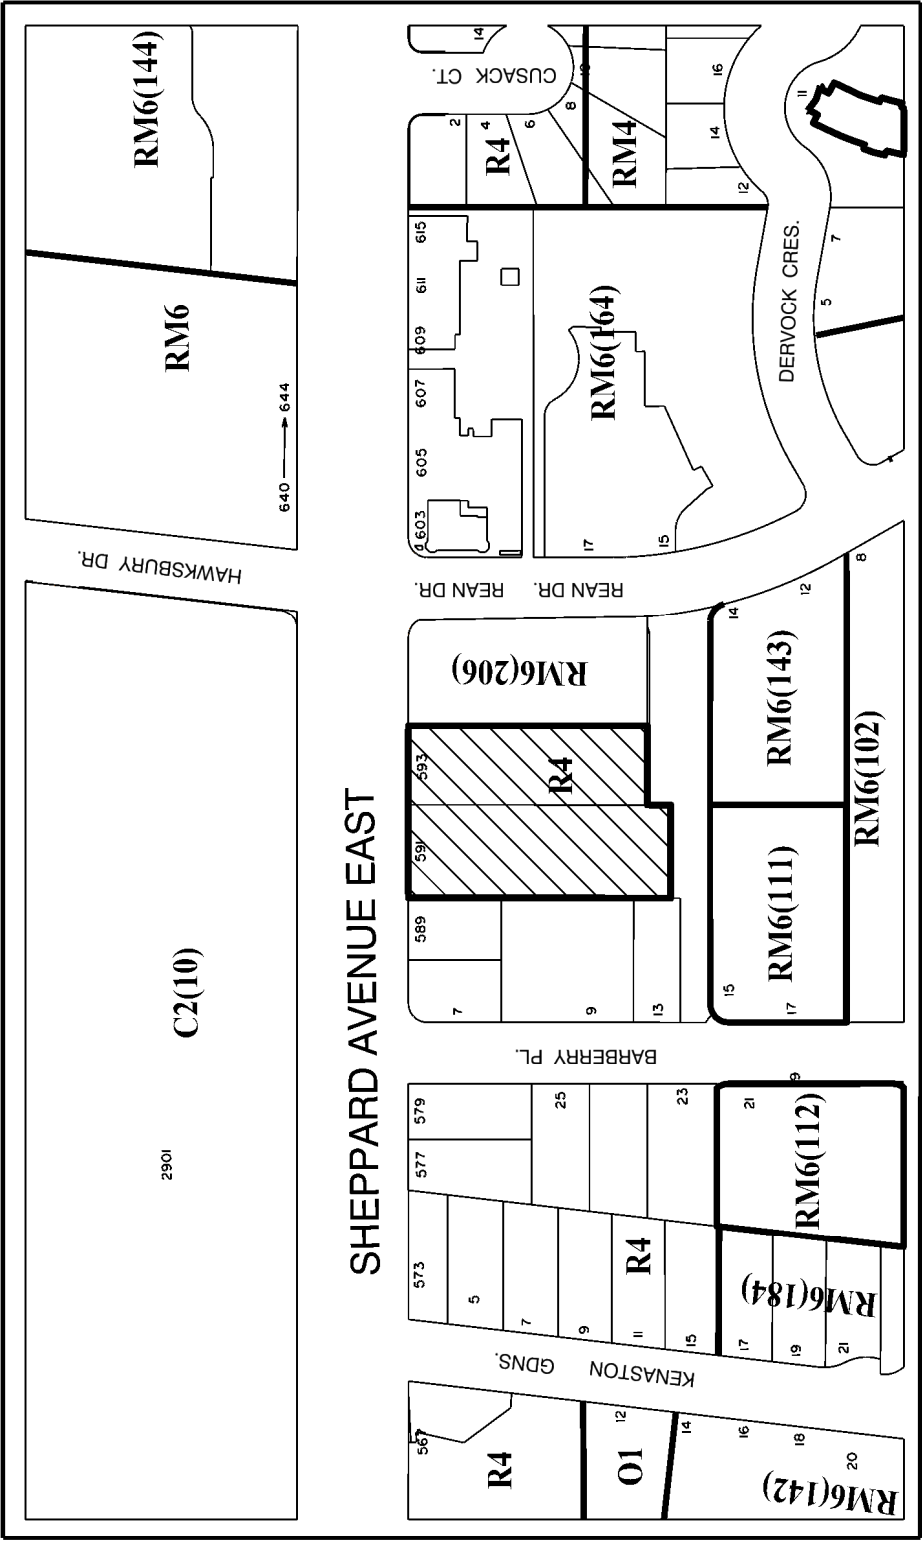 RM6(144)
RM6
640
644
HAWKSBURY DR.
C2(10)
2901
SHEPPARD AVENUE EAST
14
CUSACK CT.
2
4
6
8
10
R4
RM4
16
14
12
11
DERVOCK CRES.
7
5
615
611
609
607
605
603
RM6(164)
17
15
REAN DR.
REAN DR.
RM6(206)
593
591
R4
14
12
8
RM6(143)
RM6(102)
RM6(111)
15
17
589
7
9
13
BARBERRY PL.
579
577
25
23
21
19
RM6(112)
573
5
7
9
11
15
R4
17
19
21
RM6(184)
KENASTON GDNS.
567
R4
12
O1
14
16
18
20
RM6(142)